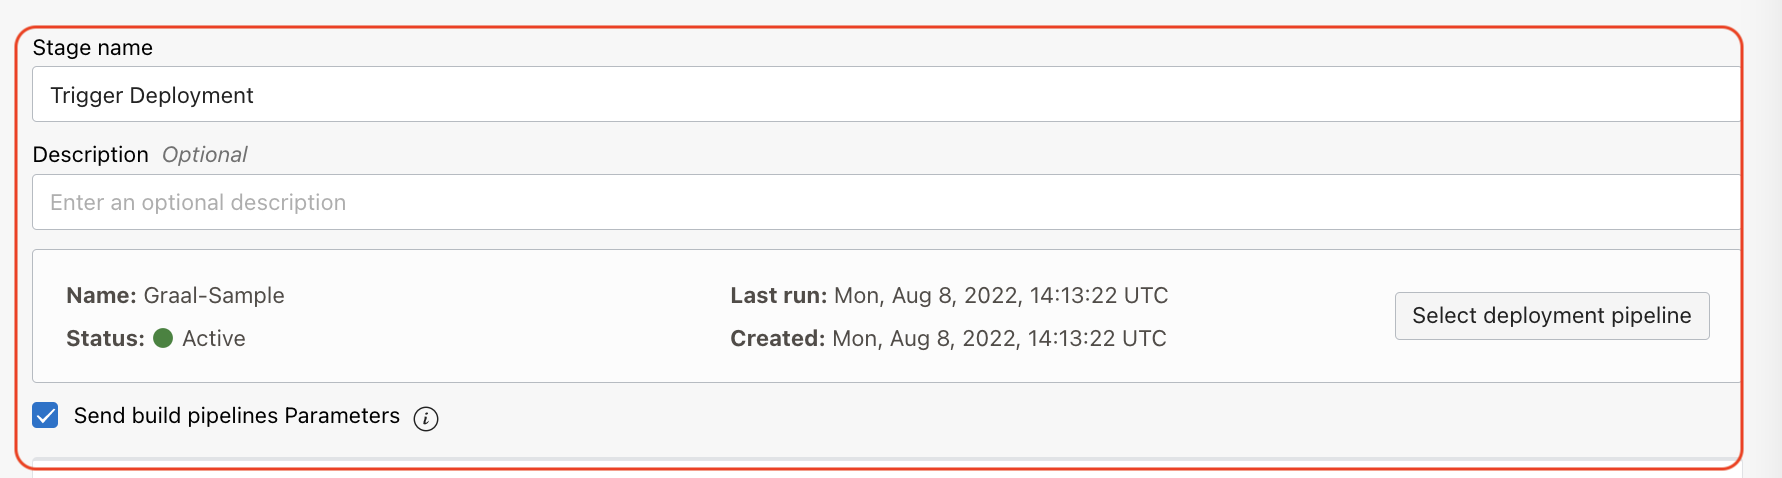 Stage name
Trigger Deployment
Description Optional
Enter an optional description
Name: Graal-Sample
Last run: Mon, Aug 8, 2022, 14:13:22 UTC
Select deployment pipeline
Status: Active
Created: Mon, Aug 8, 2022, 14:13:22 UTC
Send build pipelines Parameters i